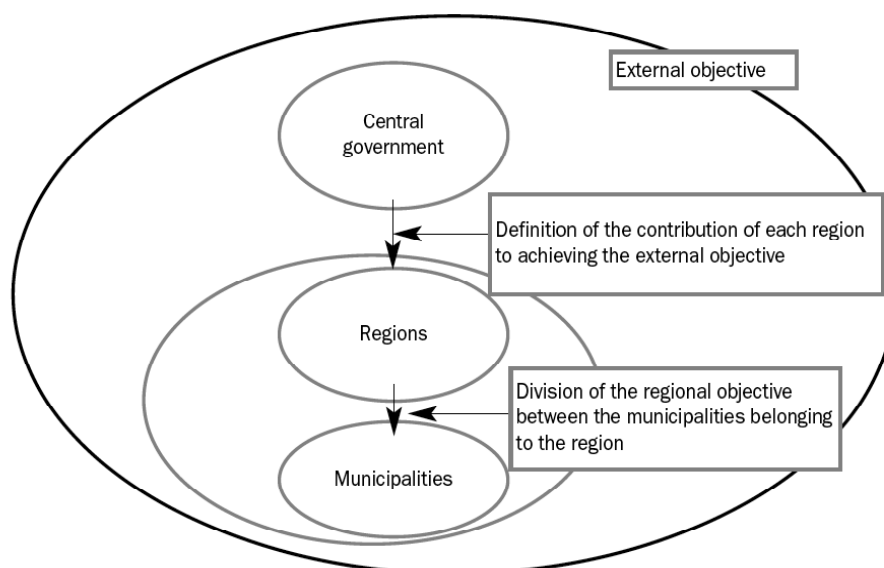 External objective
Central
government
Definition of the contribution of each region
to achieving the external objective
Regions
Division of the regional objective
between the municipalities belonging
to the region
Municipalities